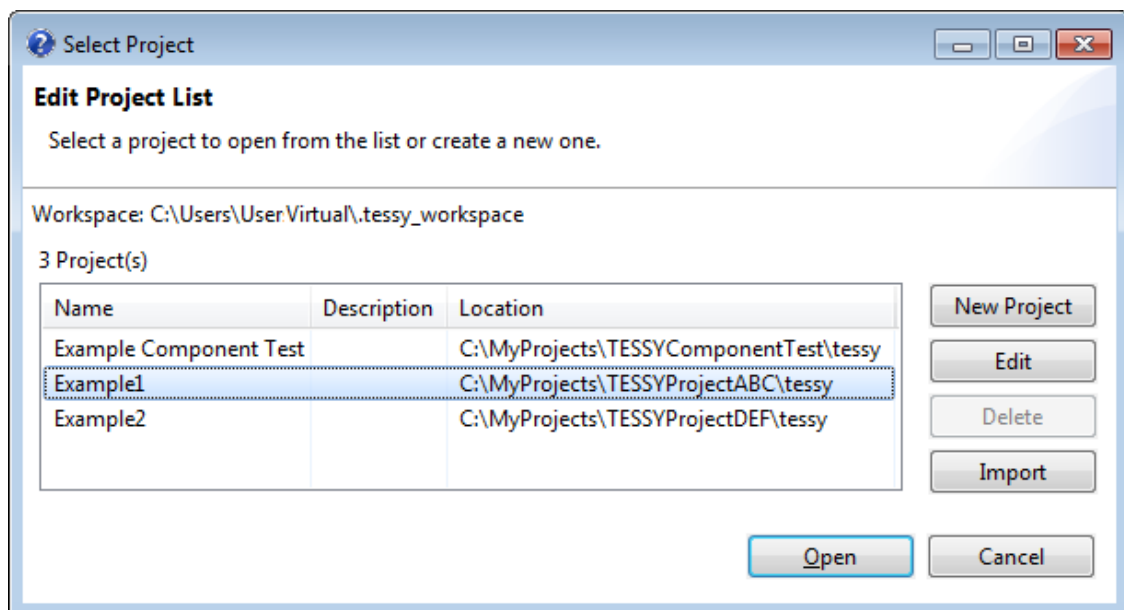 Select Project
Edit Project List
Select a project to open from the list or create a new one.
Workspace: C:\Users\User Virtual\.tessy_workspace
3 Project(s)
Name Description Location
Example Component Test C:\MyProjects\TESSYComponentTest\tessy
Example1 C:\MyProjects\TESSYProjectABC\tessy
Example2 C:\MyProjects\TESSYProjectDEF\tessy
New Project
Edit
Delete
Import
Open Cancel